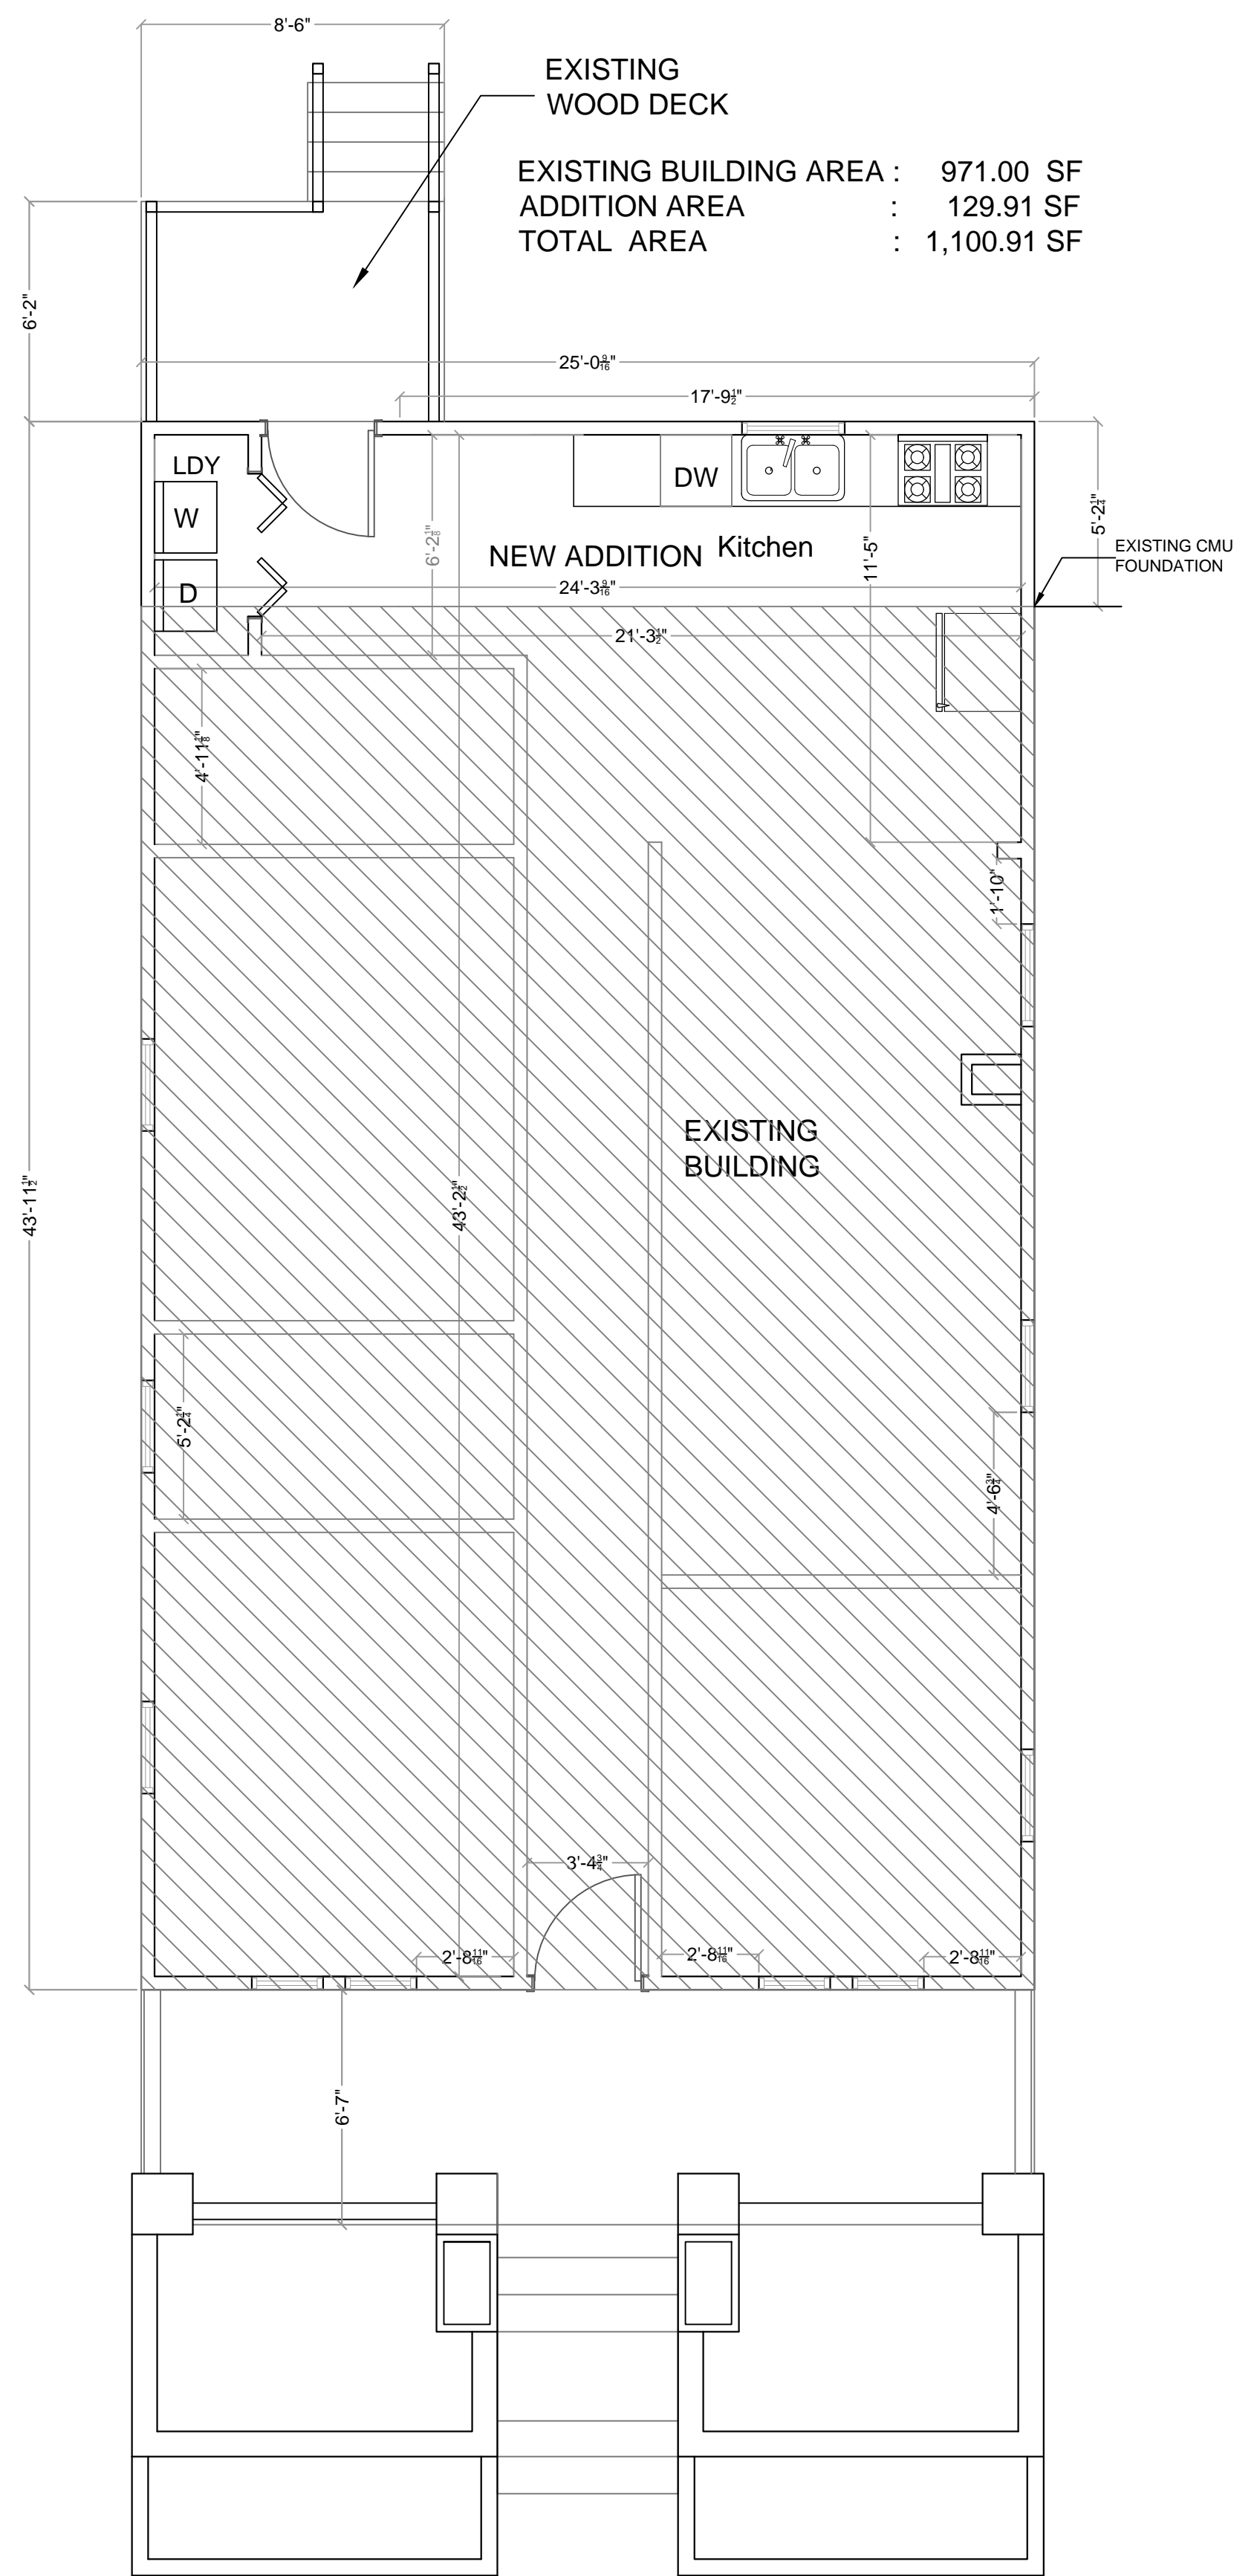 8'-6"
EXISTING
WOOD DECK
EXISTING BUILDING AREA : 971.00 SF
ADDITION AREA : 129.91 SF
TOTAL AREA : 1,100.91 SF
6'-2"
25'-0 9/16"
17'-9 1/2"
LDY
DW
W
5'-2 1/4"
6'-2 1/8"
NEW ADDITION
Kitchen
11'-5"
EXISTING CMU
FOUNDATION
D
24'-3 9/16"
21'-3 1/2"
4'-11 1/8"
1'-10"
EXISTING
BUILDING
43'-11 1/2"
43'-2 1/2"
5'-2 1/4"
4'-6 3/4"
3'-4 3/4"
2'-8 11/16"
2'-8 11/16"
2'-8 11/16"
6'-7"